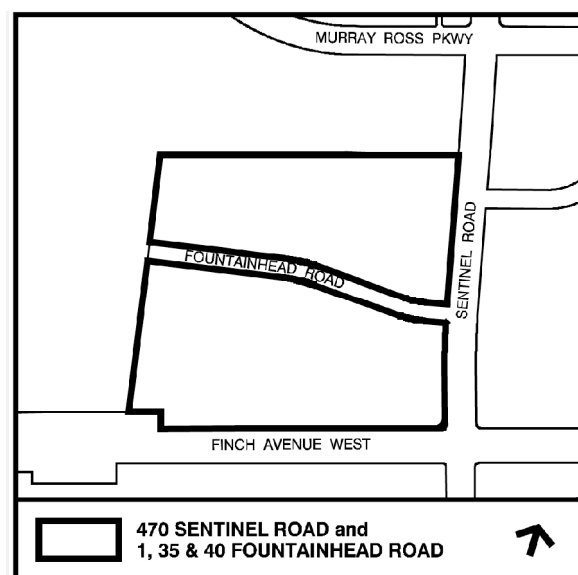 MURRAY ROSS PKWY
FOUNTAINHEAD ROAD
SENTINEL ROAD
FINCH AVENUE WEST
470 SENTINEL ROAD and
1, 35 & 40 FOUNTAINHEAD ROAD